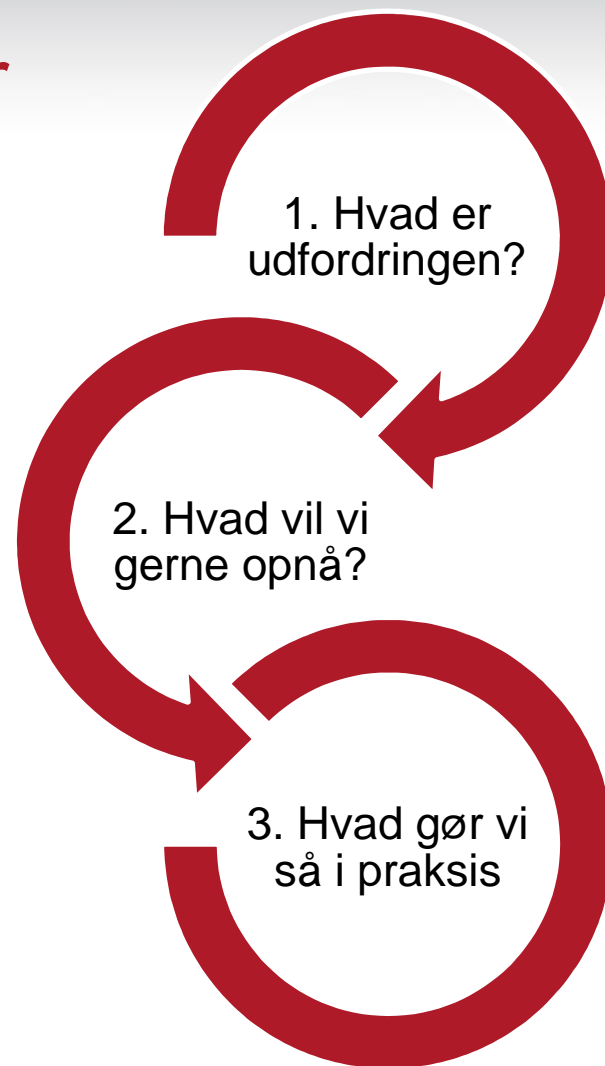 1. Hvad er
udfordringen?
2. Hvad vil vi
gerne opnå?
3. Hvad gør vi
så i praksis